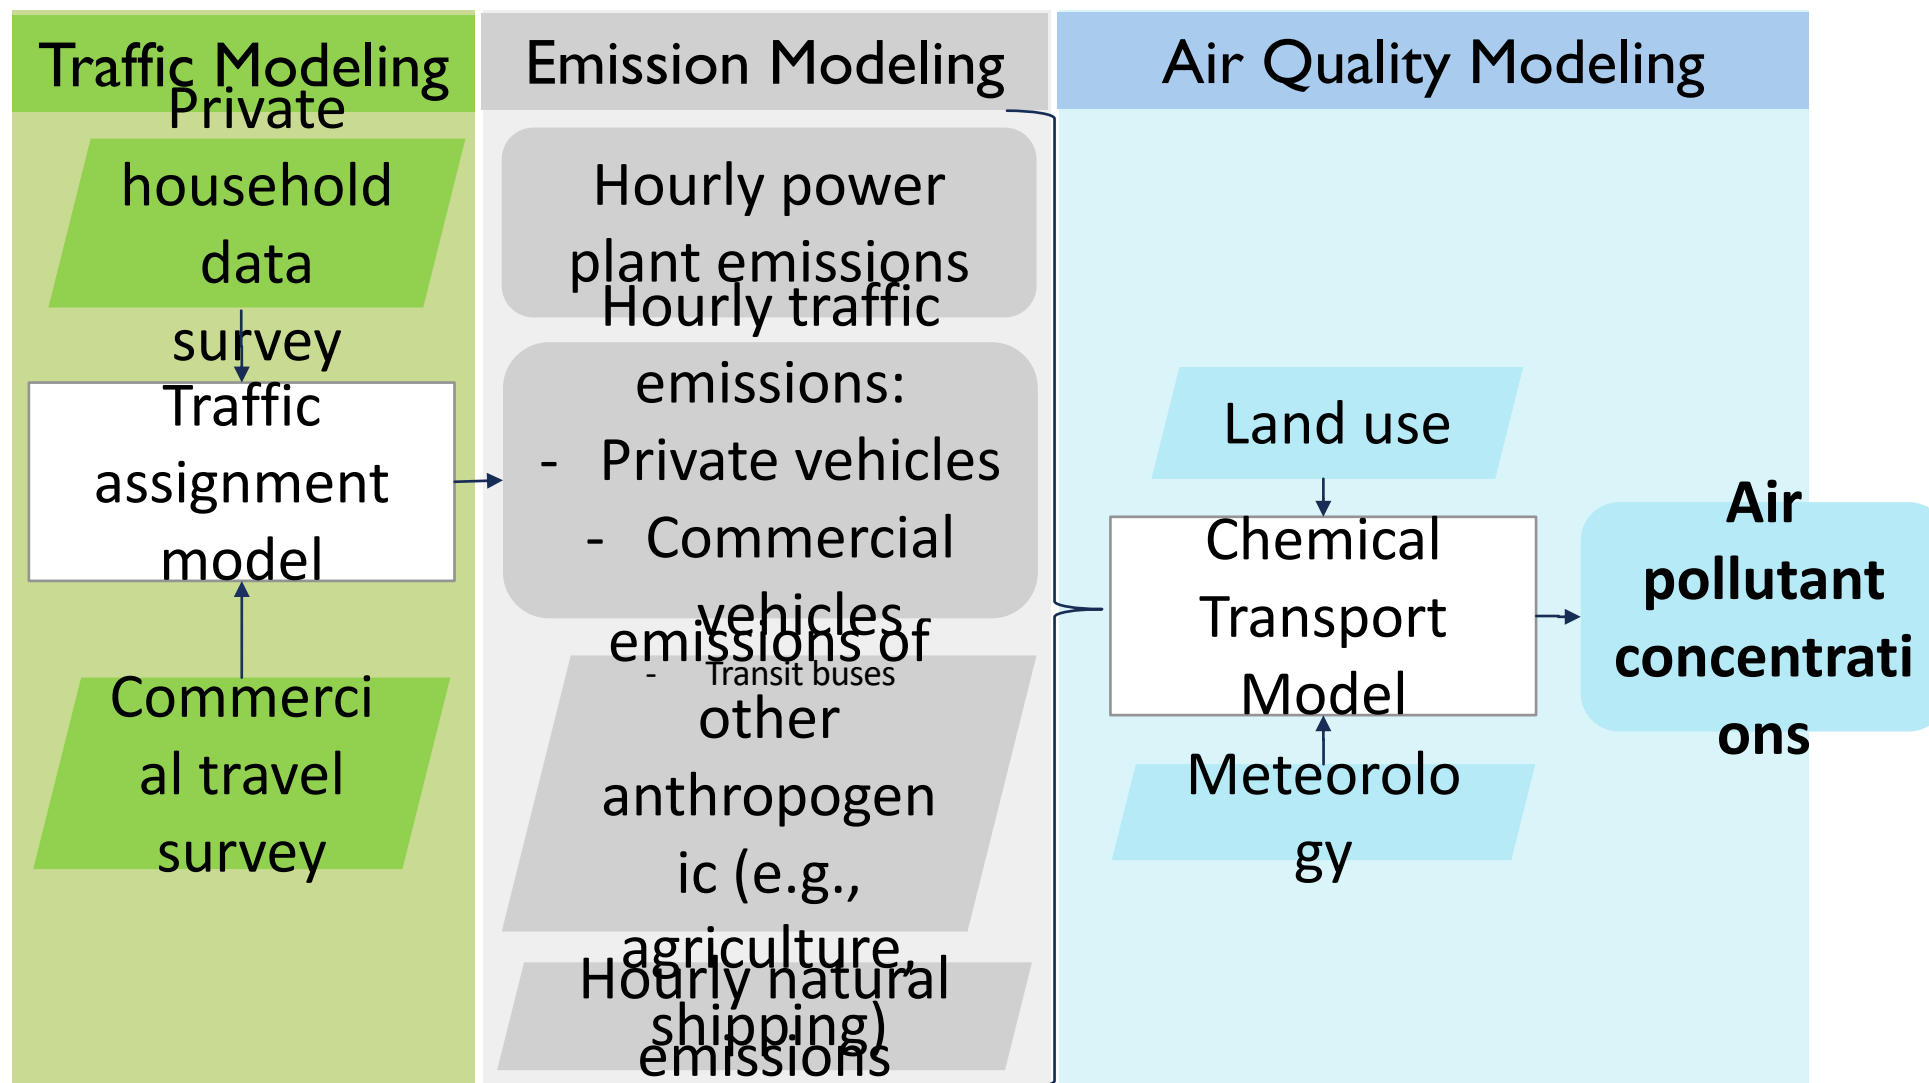 Traffic Modeling
Private
household
data
survey
Traffic
assignment
model
Commerci
al travel
survey
Emission Modeling
Hourly power
plant emissions
Hourly traffic
emissions:
- Private vehicles
- Commercial
vehicles
- Transit buses
emissions of
other
anthropogen
ic (e.g.,
agriculture,
shipping)
Hourly natural
emissions
Air Quality Modeling
Land use
Chemical
Transport
Model
Meteorolo
gy
Air
pollutant
concentrati
ons